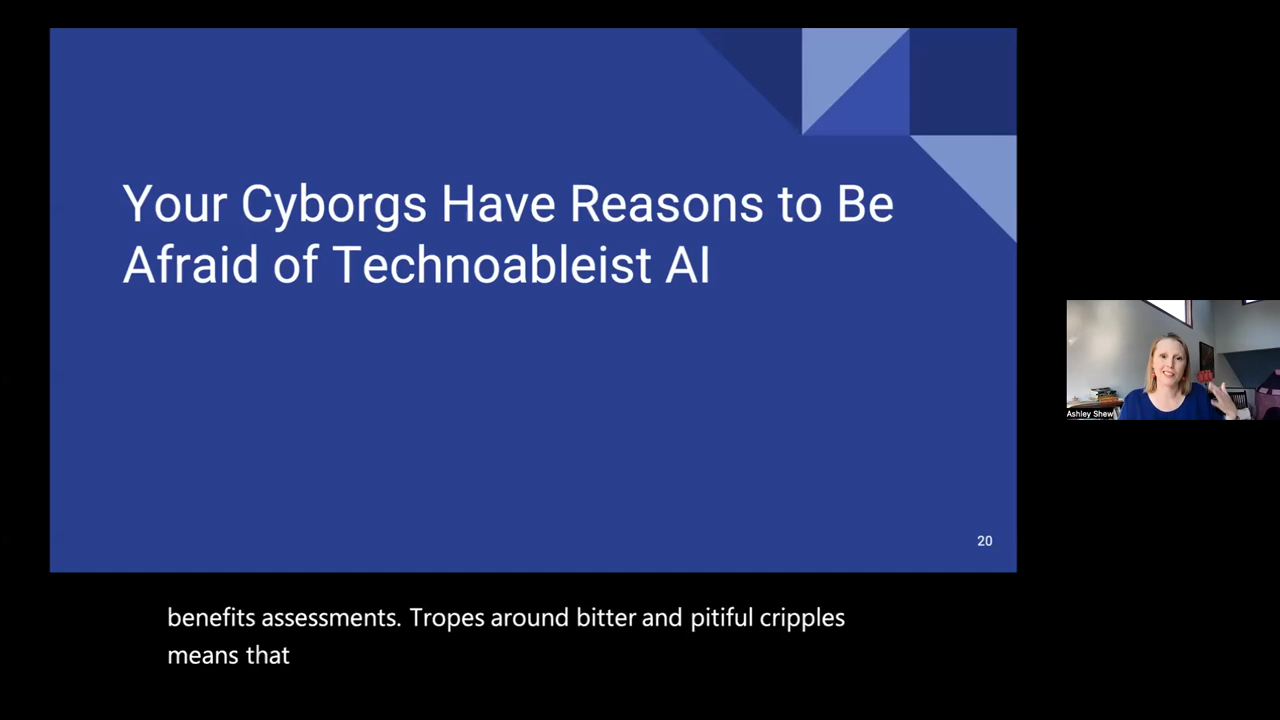 Your Cyborgs Have Reasons to Be
Afraid of Technoableist AI
Ashley Shew
20
benefits assessments. Tropes around bitter and pitiful cripples
means that